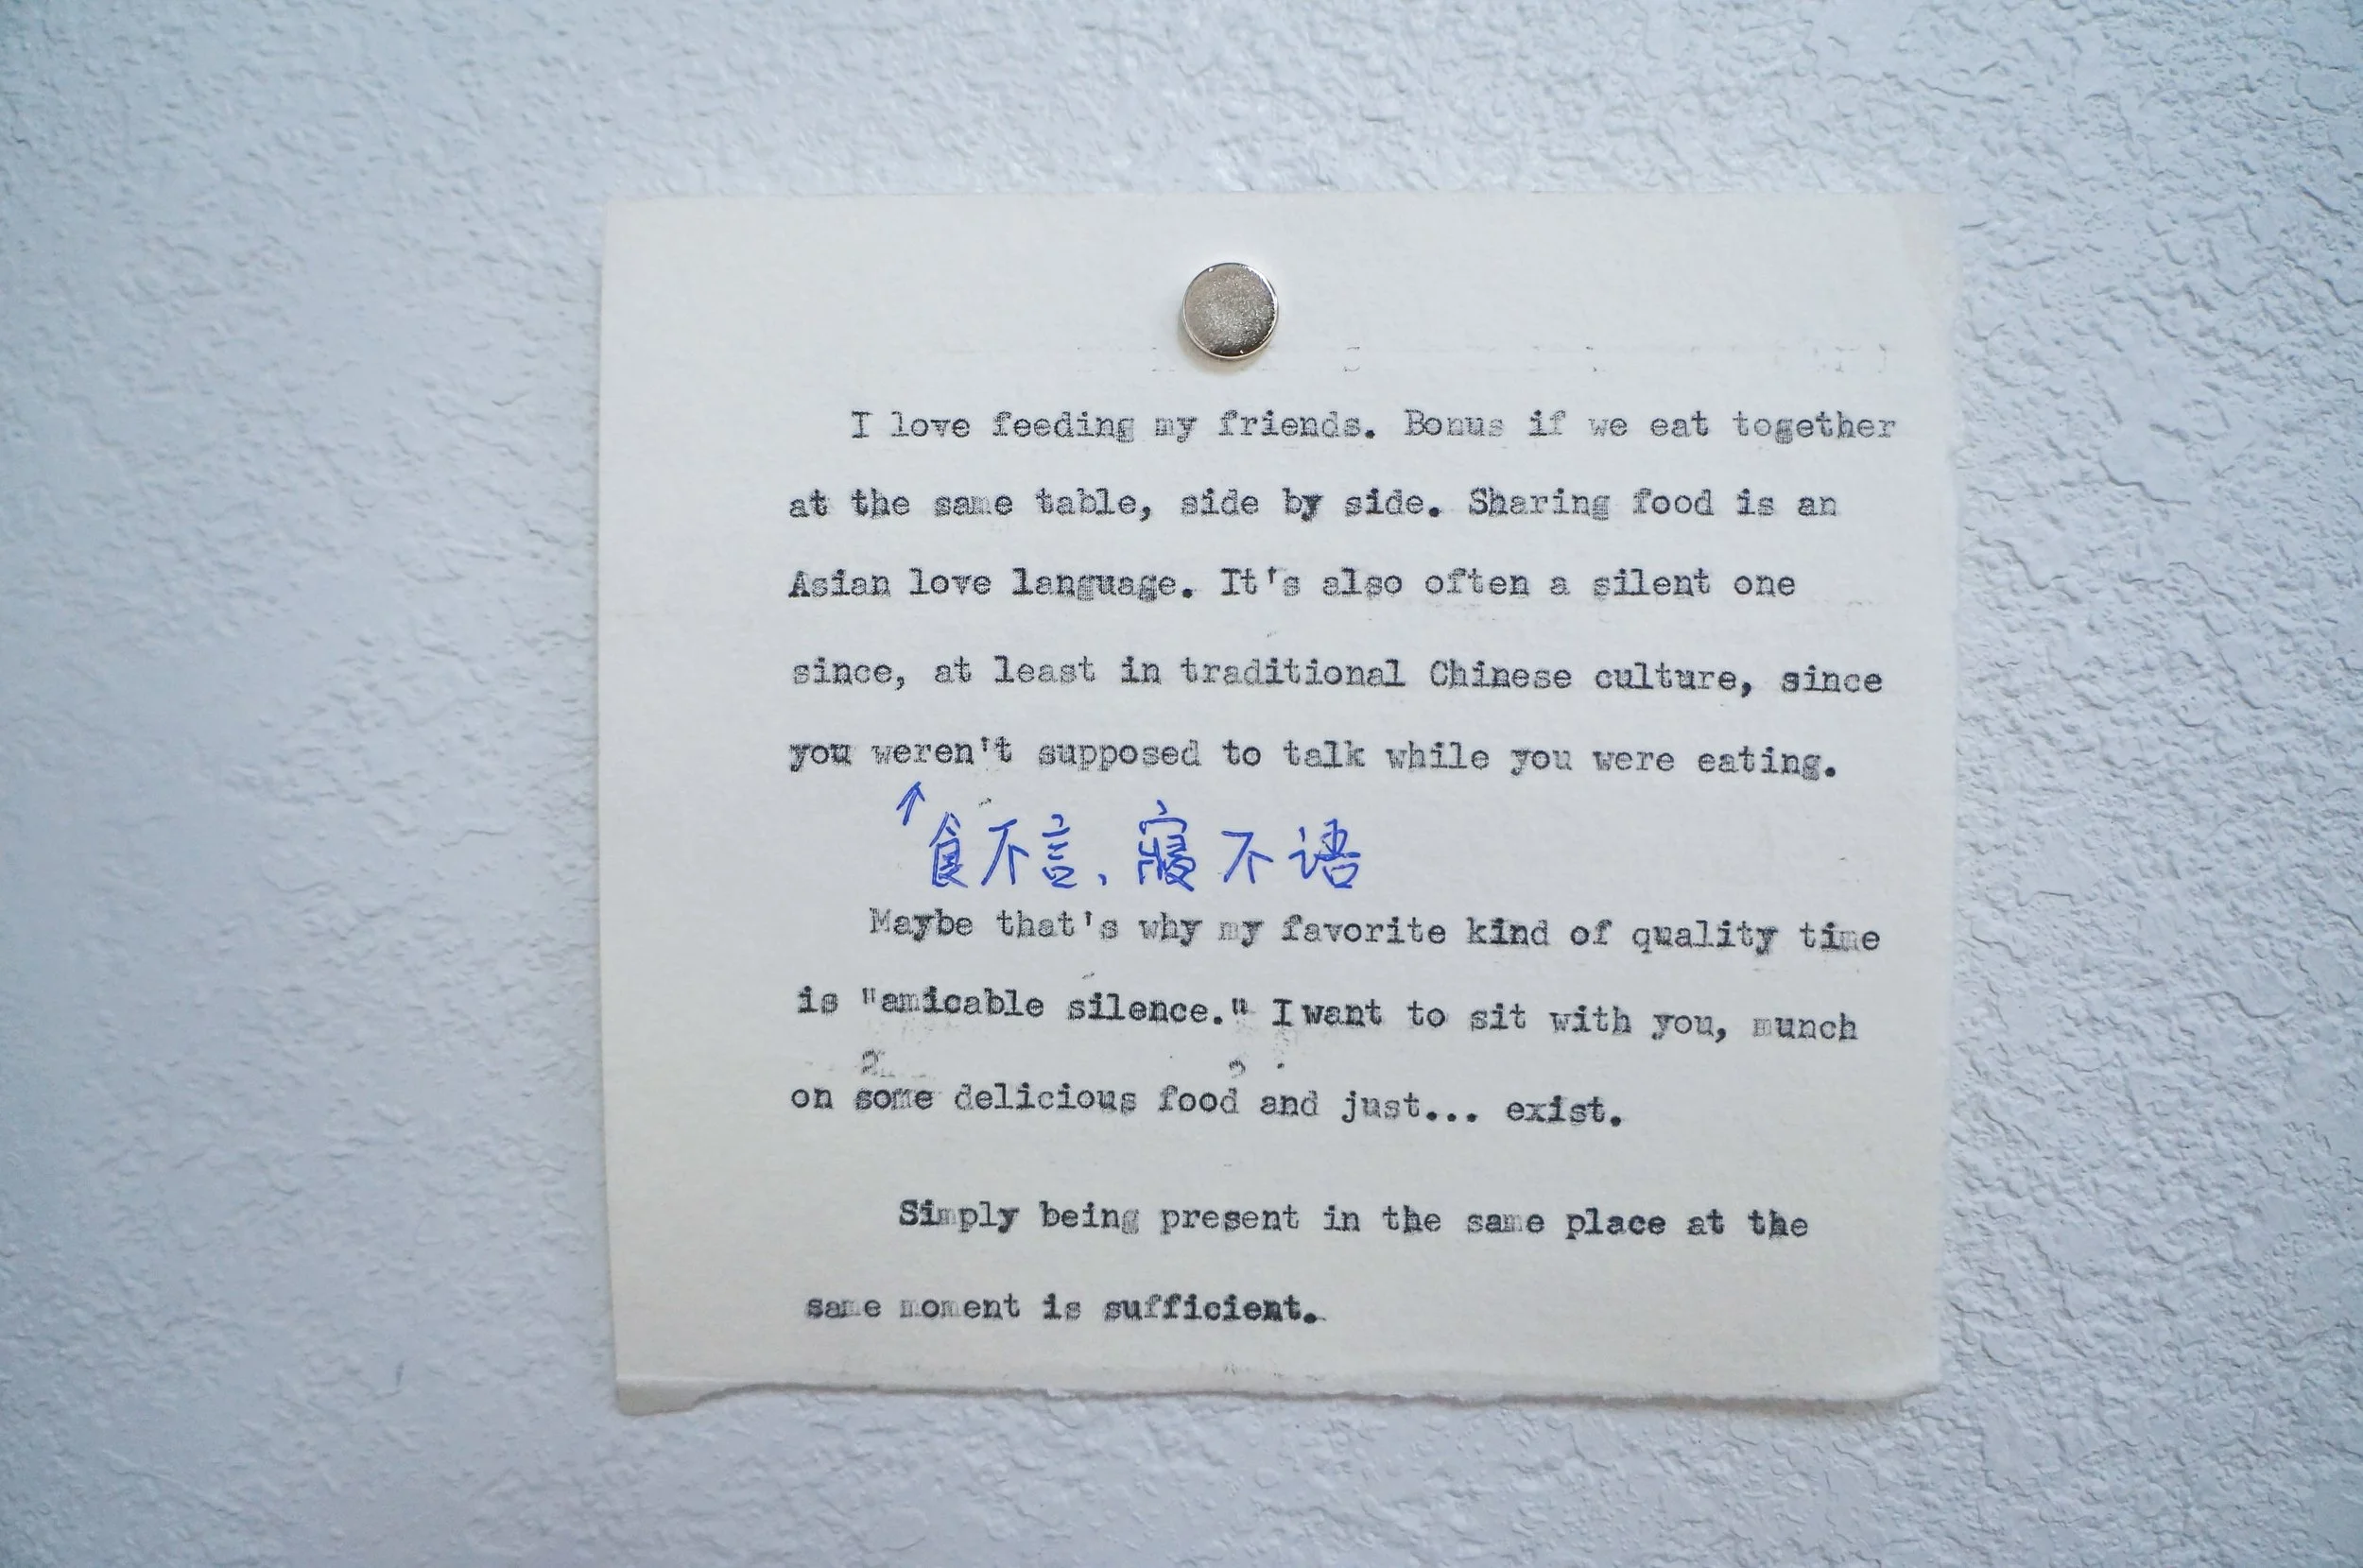 I love feeding my friends. Bonus if we eat together
at the same table, side by side. Sharing food is an
Asian love language. It's also often a silent one
since, at least in traditional Chinese culture, since
you weren't supposed to talk while you were eating.
↑食不言、寢不语
Maybe that's why my favorite kind of quality time
is "amicable silence." I want to sit with you, munch
on some delicious food and just... exist.
Simply being present in the same place at the
same moment is sufficient.